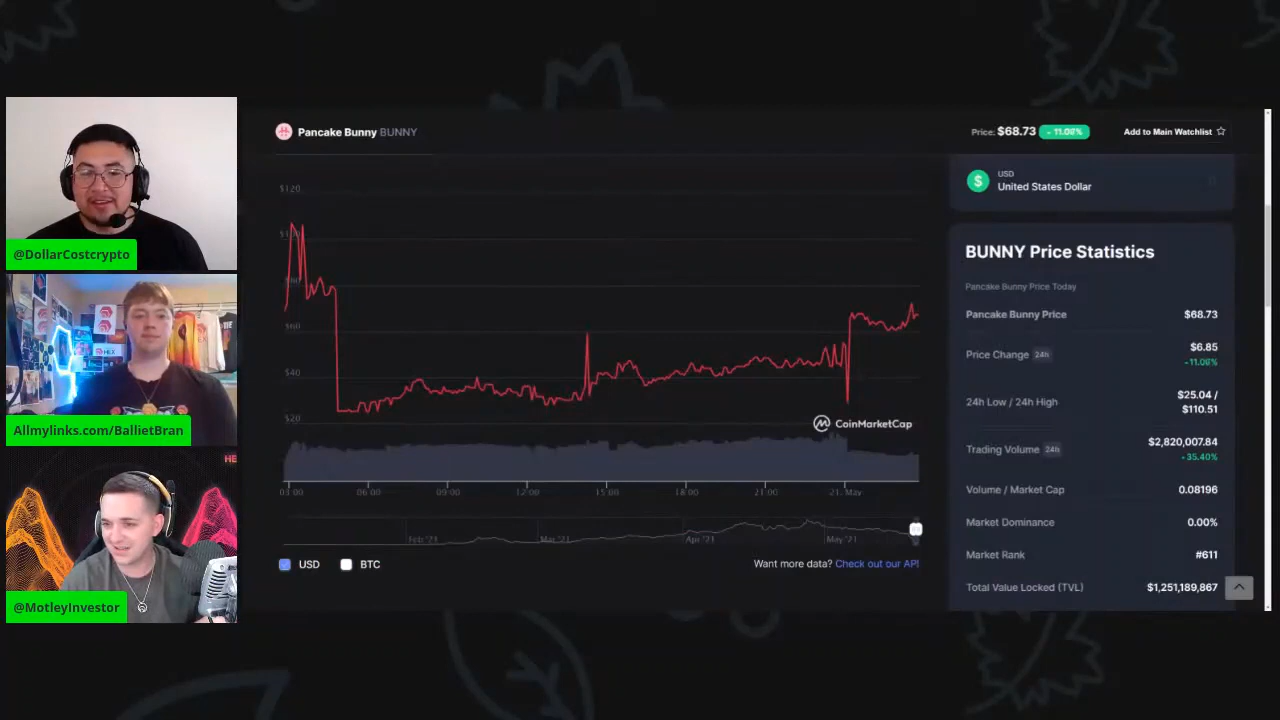 @DollarCostcrypto
Allmylinks.com/BallietBran
HE
HEX
@MotleyInvestor
Pancake Bunny BUNNY
Price: $68.73 11.06%
Add to Main Watchlist
$120
$80
$60
$40
$20
CoinMarketCap
03:00 06:00 09:00 12:00 15:00 18:00 21:00 21. May
Feb '21 Mar '21 Apr '21 May '21
USD BTC
Want more data? Check out our API
USD
United States Dollar
BUNNY Price Statistics
Pancake Bunny Price Today
Pancake Bunny Price $68.73
Price Change 24h $6.85
11.06%
24h Low / 24h High $25.04 /
$110.51
Trading Volume 24h $2,820,007.84
35.40%
Volume / Market Cap 0.08196
Market Dominance 0.00%
Market Rank #611
Total Value Locked (TVL) $1,251,189,867